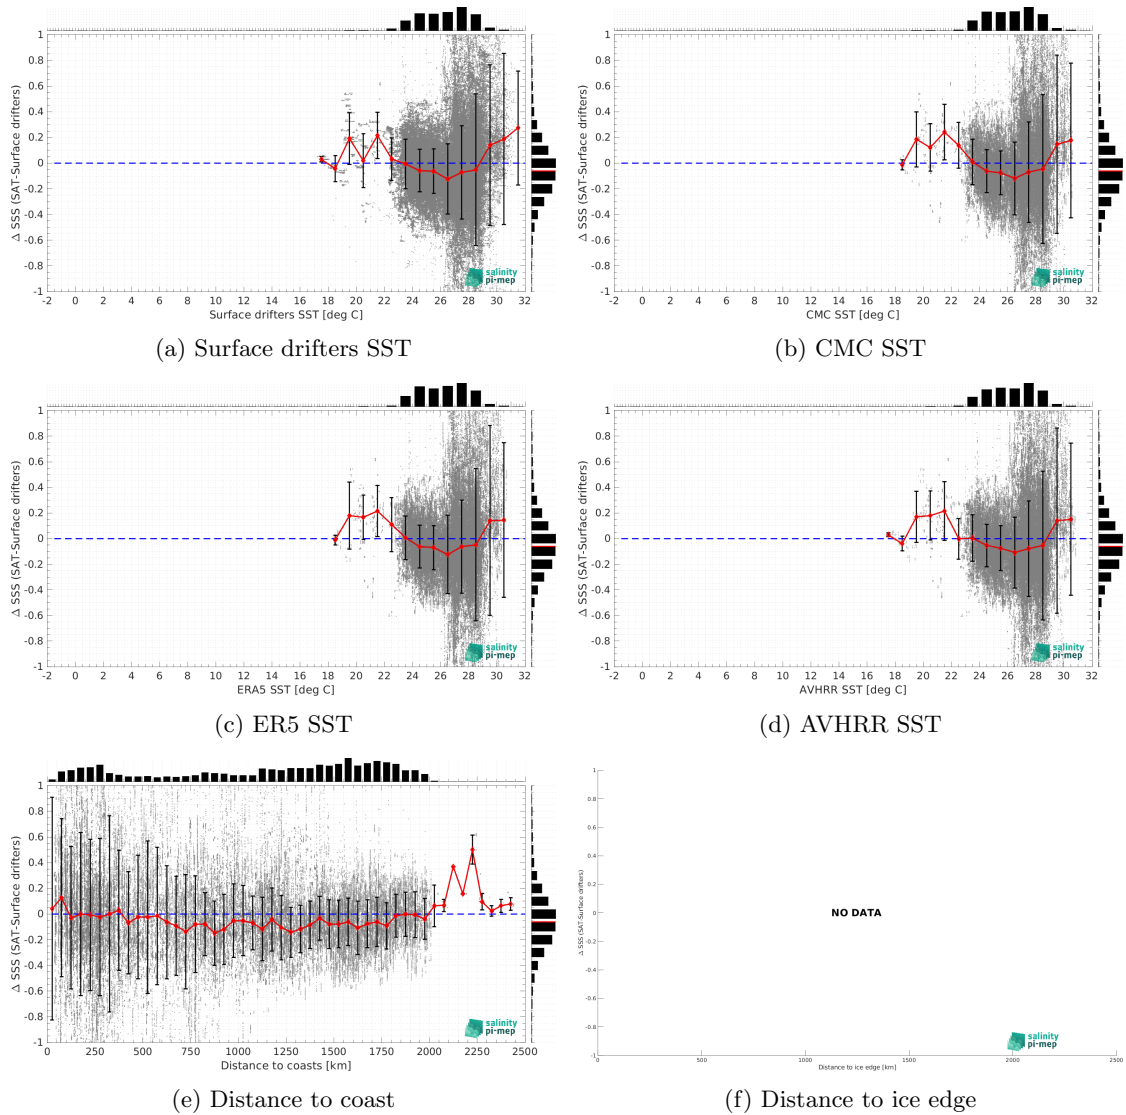 1
0.8
0.6
0.4
0.2
0
-0.2
-0.4
-0.6
-0.8
-1
Δ SSS (SAT-Surface drifters)
-2 0 2 4 6 8 10 12 14 16 18 20 22 24 26 28 30 32
Surface drifters SST [deg C]
salinity
pi-mep
(a) Surface drifters SST
1
0.8
0.6
0.4
0.2
0
-0.2
-0.4
-0.6
-0.8
-1
Δ SSS (SAT-Surface drifters)
-2 0 2 4 6 8 10 12 14 16 18 20 22 24 26 28 30 32
CMC SST [deg C]
salinity
pi-mep
(b) CMC SST
1
0.8
0.6
0.4
0.2
0
-0.2
-0.4
-0.6
-0.8
-1
Δ SSS (SAT-Surface drifters)
-2 0 2 4 6 8 10 12 14 16 18 20 22 24 26 28 30 32
ERA5 SST [deg C]
salinity
pi-mep
(c) ER5 SST
1
0.8
0.6
0.4
0.2
0
-0.2
-0.4
-0.6
-0.8
-1
Δ SSS (SAT-Surface drifters)
-2 0 2 4 6 8 10 12 14 16 18 20 22 24 26 28 30 32
AVHRR SST [deg C]
salinity
pi-mep
(d) AVHRR SST
1
0.8
0.6
0.4
0.2
0
-0.2
-0.4
-0.6
-0.8
-1
Δ SSS (SAT-Surface drifters)
0 250 500 750 1000 1250 1500 1750 2000 2250 2500
Distance to coasts [km]
salinity
pi-mep
(e) Distance to coast
1
0.8
0.6
0.4
0.2
0
-0.2
-0.4
-0.6
-0.8
-1
Δ SSS (SAT-Surface drifters)
NO DATA
0 500 1000 1500 2000 2500
Distance to ice edge [km]
salinity
pi-mep
(f) Distance to ice edge